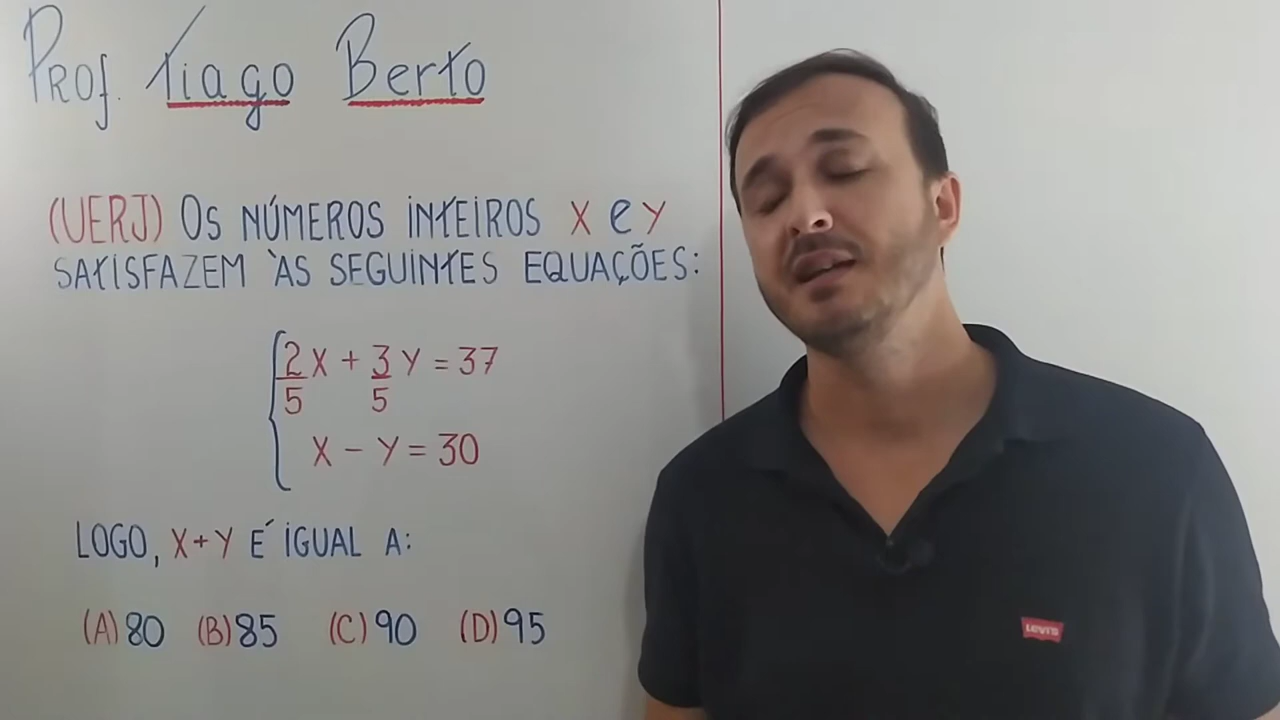 Prof. Tiago Berto
(UERJ) OS NÚMEROS INTEIROS X e Y
SATISFAZEM ÀS SEGUINTES EQUAÇÕES:
2/5 X + 3/5 Y = 37
X - Y = 30
LOGO, X+Y É IGUAL A:
(A) 80 (B) 85 (C) 90 (D) 95
LEVI'S